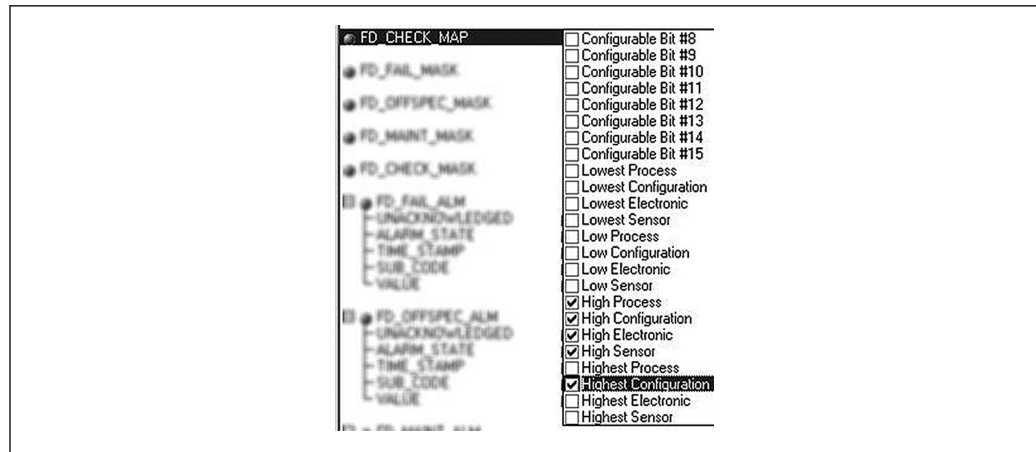 FD_CHECK_MAP
FD_FAIL_MASK
FD_OFFSPEC_MASK
FD_MAINT_MASK
FD_CHECK_MASK
FD_FAIL_ALM
UNACKNOWLEDGED
ALARM_STATE
TIME_STAMP
SUB_CODE
VALUE
FD_OFFSPEC_ALM
UNACKNOWLEDGED
ALARM_STATE
TIME_STAMP
SUB_CODE
VALUE
Configurable Bit #8
Configurable Bit #9
Configurable Bit #10
Configurable Bit #11
Configurable Bit #12
Configurable Bit #13
Configurable Bit #14
Configurable Bit #15
Lowest Process
Lowest Configuration
Lowest Electronic
Lowest Sensor
Low Process
Low Configuration
Low Electronic
Low Sensor
High Process
High Configuration
High Electronic
High Sensor
Highest Process
Highest Configuration
Highest Electronic
Highest Sensor